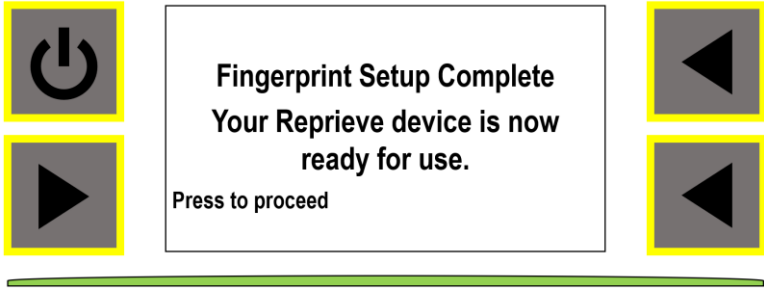 Fingerprint Setup Complete
Your Reprieve device is now
ready for use.
Press to proceed